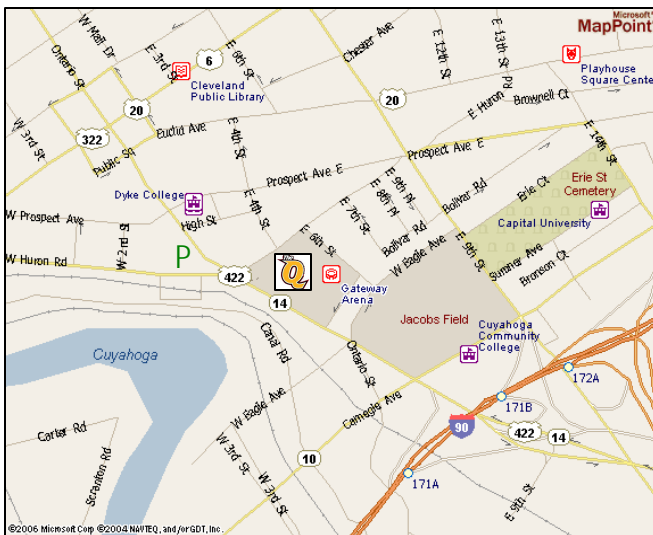 Microsoft®
MapPoint®
W Mall Dr
Ontario St
E 3rd St
6
E 6th St
Chester Ave
E 12th St
E 13th St
Pl
Playhouse
Square Center
Cleveland
Public Library
20
20
E Huron
Brownell Ct
W 3rd St
322
Euclid Ave
E 4th St
Public Sq
Prospect Ave E
Prospect Ave E
E 14th St
Erie St
Cemetery
Erie Ct
Dyke College
E 9th Pl
E 8th Pl
Bolivar Rd
W Prospect Ave
High St
E 4th St
E 7th St
Capital University
W 2nd St
E 6th St
Bolivar Rd
W Eagle Ave
E 9th St
Sumner Ave
Bronson Ct
P
W Huron Rd
422
Q
Gateway
Arena
14
Jacobs Field
Cuyahoga
Community
College
Cuyahoga
Canal Rd
Ontario St
172A
W Eagle Ave
Carnegie Ave
171B
Carter Rd
90
422
14
W 3rd St
10
Scranton Rd
W 3rd St
171A
E 9th St
©2006 Microsoft Corp ©2004 NAVTEQ, and/or GDT, Inc.